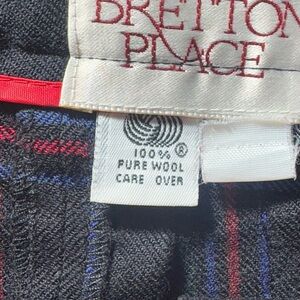 BRETTON
PLACE
100% ®
PURE WOOL
CARE OVER